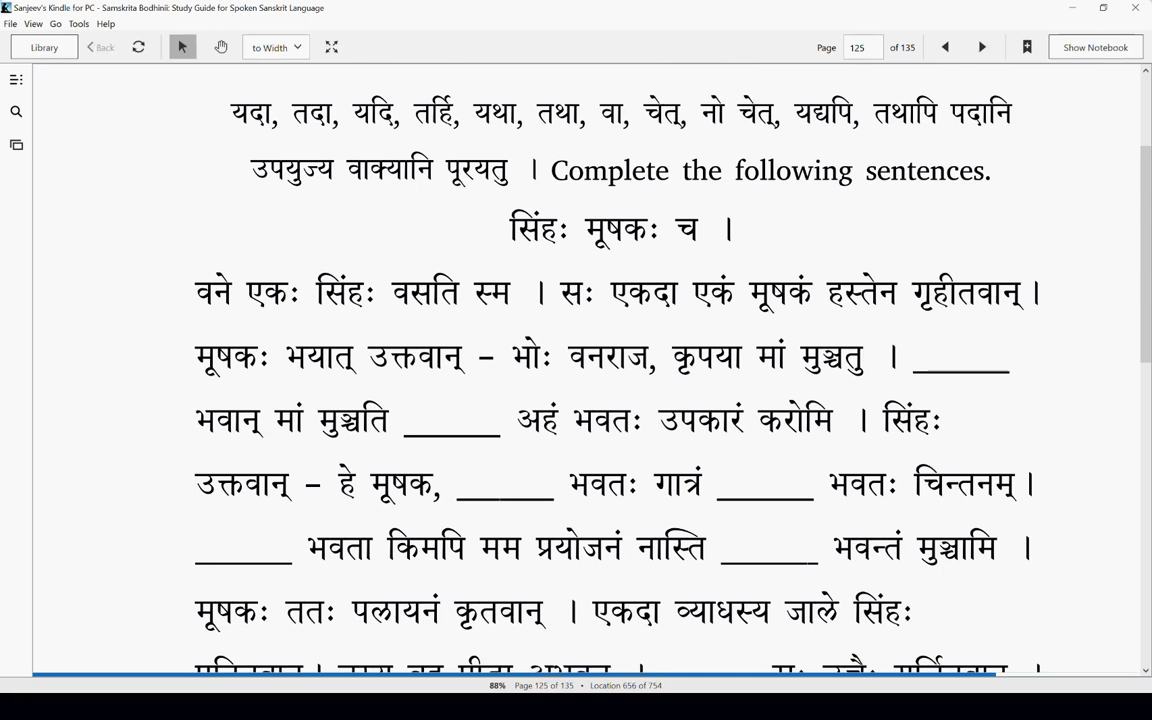 Sanjeev's Kindle for PC - Samskrita Bodhinii: Study Guide for Spoken Sanskrit Language
File View Go Tools Help
Library Back to Width Page 125 of 135 Show Notebook
यदा, तदा, यदि, तर्हि, यथा, तथा, वा, चेत्, नो चेत्, यद्यपि, तथापि पदानि
उपयुज्य वाक्यानि पूरयतु । Complete the following sentences.
सिंहः मूषकः च ।
वने एकः सिंहः वसति स्म । सः एकदा एकं मूषकं हस्तेन गृहीतवान् ।
मूषकः भयात् उक्तवान् – भोः वनराज, कृपया मां मुञ्चतु । ______
भवान् मां मुञ्चति ______ अहं भवतः उपकारं करोमि । सिंहः
उक्तवान् – हे मूषक, ______ भवतः गात्रं ______ भवतः चिन्तनम् ।
______ भवता किमपि मम प्रयोजनं नास्ति ______ भवन्तं मुञ्चामि ।
मूषकः ततः पलायनं कृतवान् । एकदा व्याधस्य जाले सिंहः
88% Page 125 of 135 • Location 656 of 754